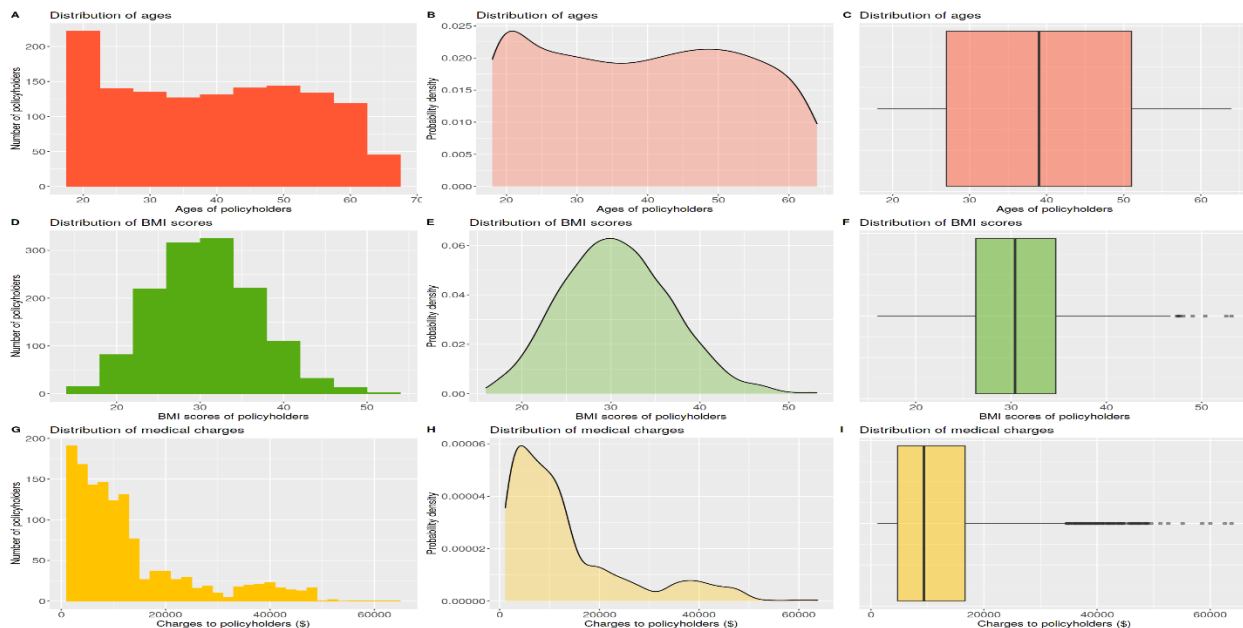 A Distribution of ages
Number of policyholders
200
150
100
50
0
20 30 40 50 60 70
Ages of policyholders
B Distribution of ages
Probability density
0.025
0.020
0.015
0.010
0.005
0.000
20 30 40 50 60
Ages of policyholders
C Distribution of ages
20 30 40 50 60
Ages of policyholders
D Distribution of BMI scores
Number of policyholders
300
200
100
0
20 30 40 50
BMI scores of policyholders
E Distribution of BMI scores
Probability density
0.06
0.04
0.02
0.00
20 30 40 50
BMI scores of policyholders
F Distribution of BMI scores
20 30 40 50
BMI scores of policyholders
G Distribution of medical charges
Number of policyholders
200
150
100
50
0
0 20000 40000 60000
Charges to policyholders ($)
H Distribution of medical charges
Probability density
0.00006
0.00004
0.00002
0.00000
0 20000 40000 60000
Charges to policyholders ($)
I Distribution of medical charges
0 20000 40000 60000
Charges to policyholders ($)